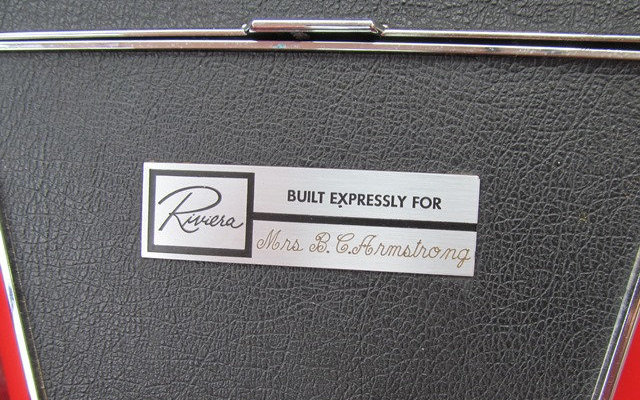 Riviera
BUILT EXPRESSLY FOR
Mrs B.C. Armstrong